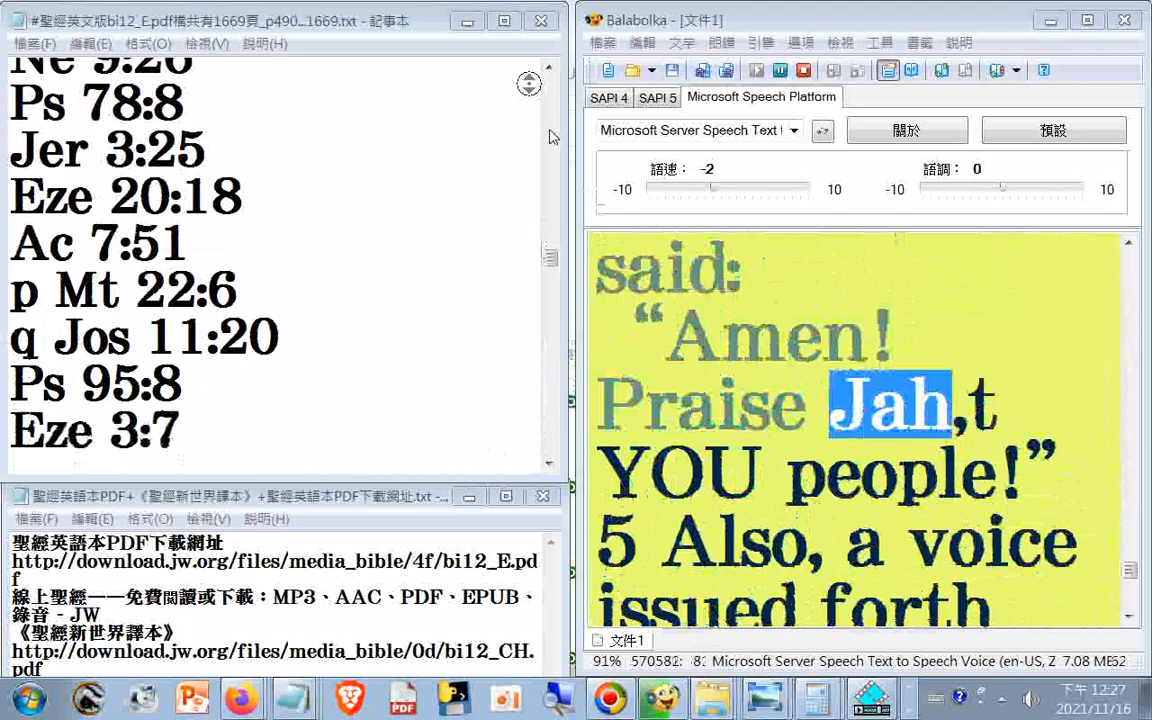 #聖經英文版bi12_E.pdf檔共有1669頁_p490...1669.txt - 記事本
檔案(F) 編輯(E) 格式(O) 檢視(V) 說明(H)
Ne 9:26
Ps 78:8
Jer 3:25
Eze 20:18
Ac 7:51
p Mt 22:6
q Jos 11:20
Ps 95:8
Eze 3:7
聖經英語本PDF+《聖經新世界譯本》+聖經英語本PDF下載網址.txt -...
檔案(F) 編輯(E) 格式(O) 檢視(V) 說明(H)
聖經英語本PDF下載網址
http://download.jw.org/files/media_bible/4f/bi12_E.pd
f
線上聖經——免費閱讀或下載：MP3、AAC、PDF、EPUB、
錄音 - JW
《聖經新世界譯本》
http://download.jw.org/files/media_bible/0d/bi12_CH.
pdf
Balabolka - [文件1]
檔案 編輯 文字 朗讀 引擎 選項 檢視 工具 書籤 說明
SAPI 4 SAPI 5 Microsoft Speech Platform
Microsoft Server Speech Text 關於 預設
語速： -2 語調： 0
-10 10 -10 10
said:
“Amen!
Praise Jah,t
YOU people!”
5 Also, a voice
issued forth
文件1
91% 570582: Microsoft Server Speech Text to Speech Voice (en-US, Z 7.08 ME
下午 12:27
2021/11/16